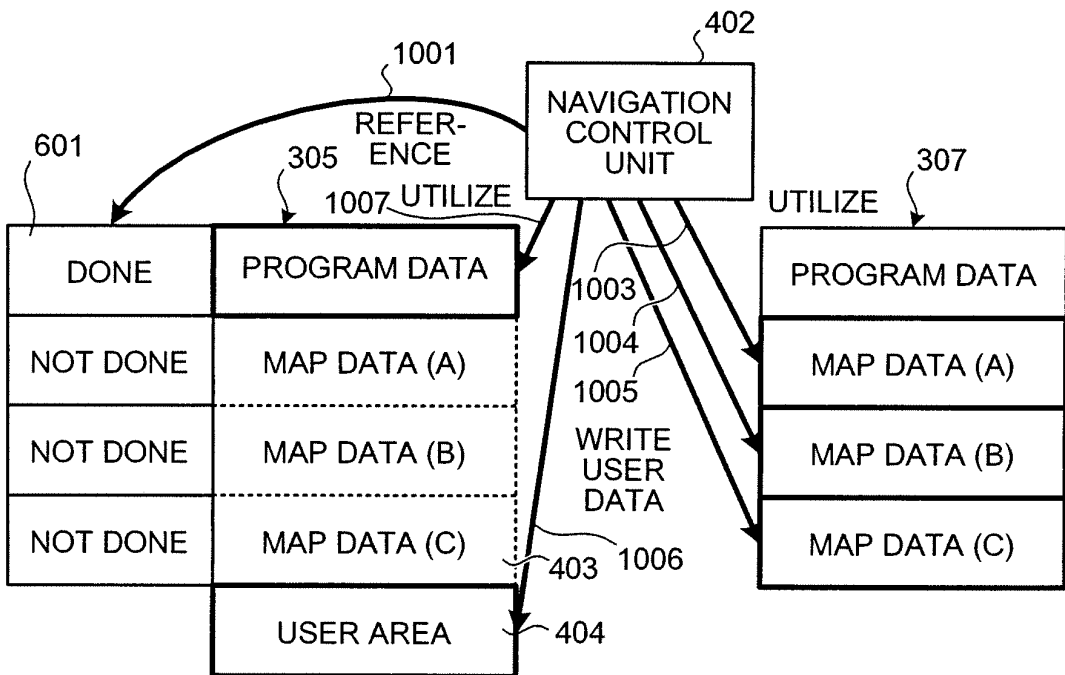 402
1001
NAVIGATION
CONTROL
UNIT
REFER-
ENCE
601
305
307
1007
UTILIZE
UTILIZE
DONE
PROGRAM DATA
1003
PROGRAM DATA
1004
NOT DONE
MAP DATA (A)
1005
MAP DATA (A)
NOT DONE
MAP DATA (B)
WRITE
USER
DATA
MAP DATA (B)
NOT DONE
MAP DATA (C)
403
1006
MAP DATA (C)
USER AREA
404